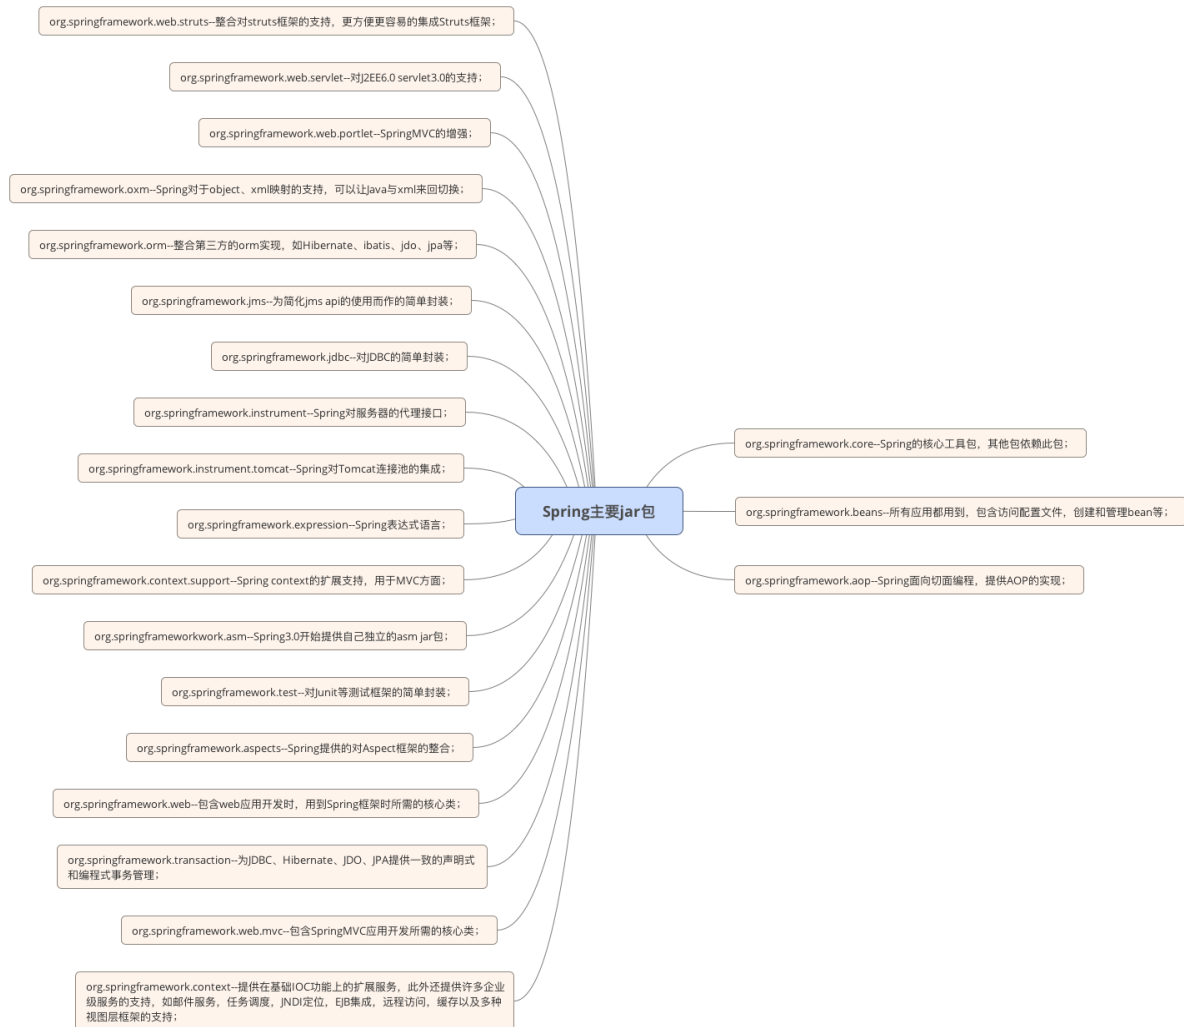 org.springframework.web.struts--整合对struts框架的支持，更方便更容易的集成Struts框架；
org.springframework.web.servlet--对J2EE6.0 servlet3.0的支持；
org.springframework.web.portlet--SpringMVC的增强；
org.springframework.oxm--Spring对于object、xml映射的支持，可以让Java与xml来回切换；
org.springframework.orm--整合第三方的orm实现，如Hibernate、ibatis、jdo、jpa等；
org.springframework.jms--为简化jms api的使用而作的简单封装；
org.springframework.jdbc--对JDBC的简单封装；
org.springframework.instrument--Spring对服务器的代理接口；
org.springframework.instrument.tomcat--Spring对Tomcat连接池的集成；
org.springframework.expression--Spring表达式语言；
org.springframework.context.support--Spring context的扩展支持，用于MVC方面；
org.springframeworkwork.asm--Spring3.0开始提供自己独立的asm jar包；
org.springframework.test--对Junit等测试框架的简单封装；
org.springframework.aspects--Spring提供的对Aspect框架的整合；
org.springframework.web--包含web应用开发时，用到Spring框架时所需的核心类；
org.springframework.transaction--为JDBC、Hibernate、JDO、JPA提供一致的声明式
和编程式事务管理；
org.springframework.web.mvc--包含SpringMVC应用开发所需的核心类；
org.springframework.context--提供在基础IOC功能上的扩展服务，此外还提供许多企业
级服务的支持，如邮件服务，任务调度，JNDI定位，EJB集成，远程访问，缓存以及多种
视图层框架的支持；
Spring主要jar包
org.springframework.core--Spring的核心工具包，其他包依赖此包；
org.springframework.beans--所有应用都用到，包含访问配置文件，创建和管理bean等；
org.springframework.aop--Spring面向切面编程，提供AOP的实现；